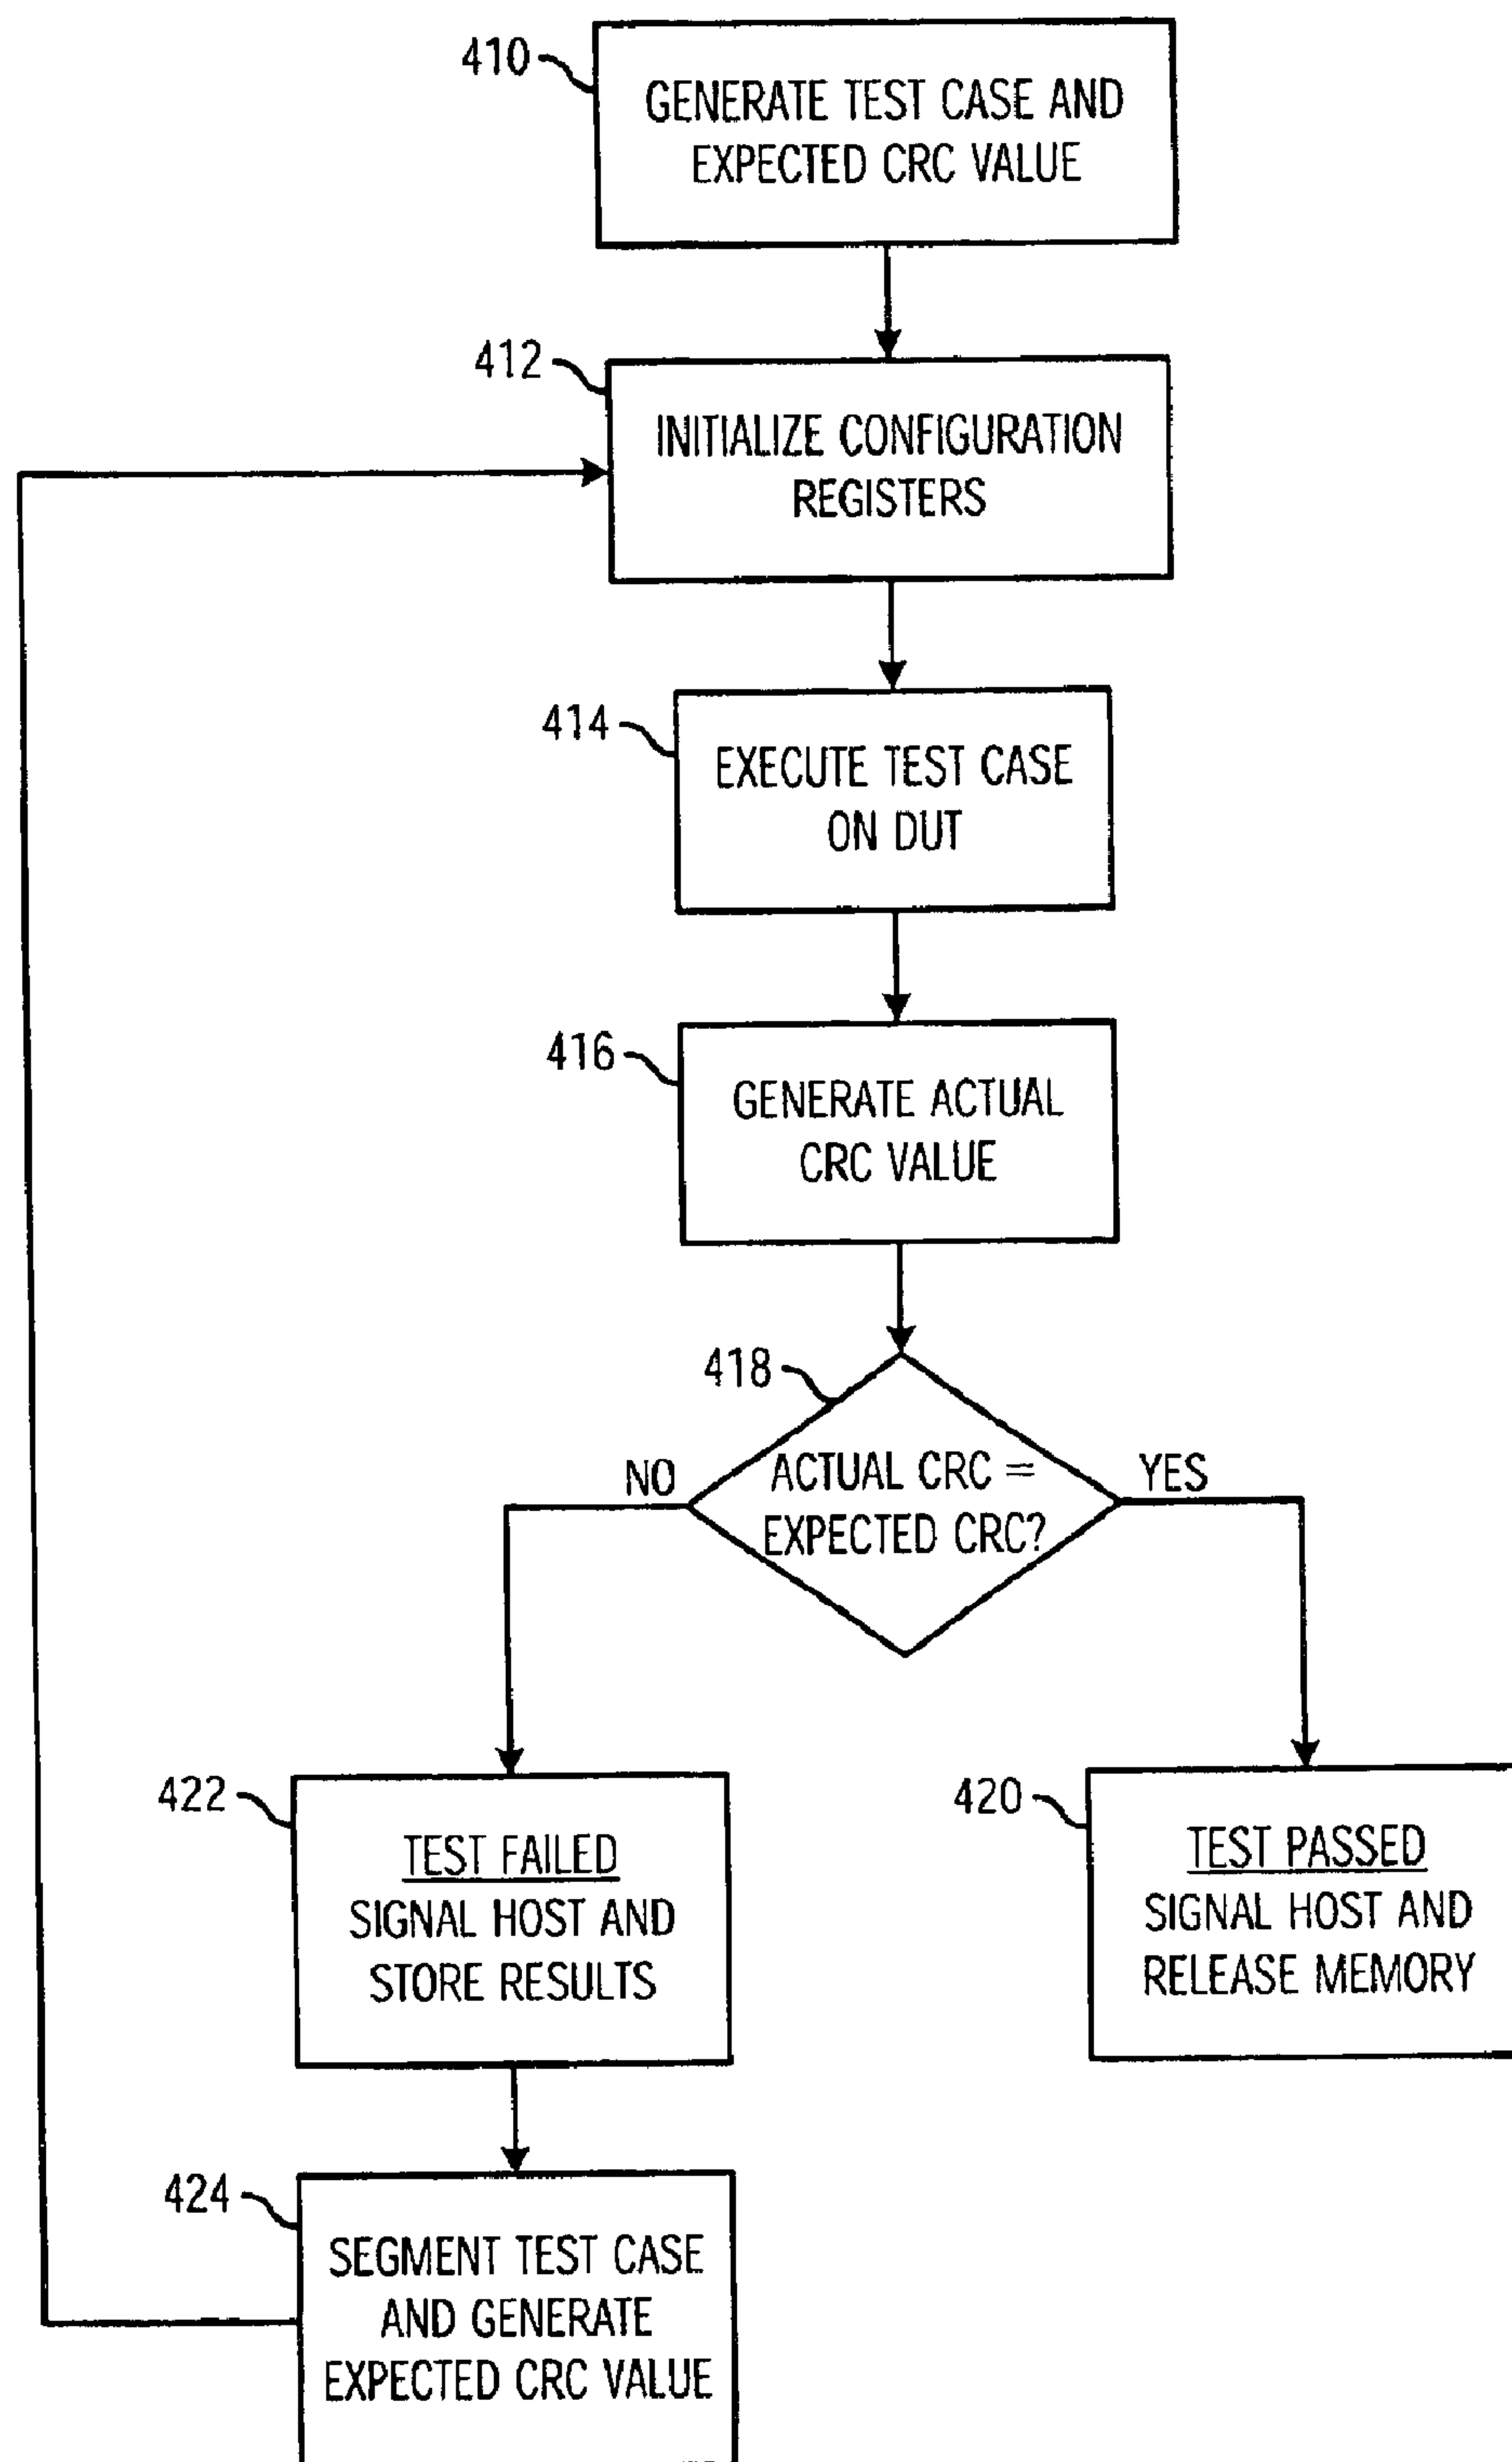 410
GENERATE TEST CASE AND
EXPECTED CRC VALUE
412
INITIALIZE CONFIGURATION
REGISTERS
414
EXECUTE TEST CASE
ON DUT
416
GENERATE ACTUAL
CRC VALUE
418
NO
ACTUAL CRC =
EXPECTED CRC?
YES
422
TEST FAILED
SIGNAL HOST AND
STORE RESULTS
420
TEST PASSED
SIGNAL HOST AND
RELEASE MEMORY
424
SEGMENT TEST CASE
AND GENERATE
EXPECTED CRC VALUE